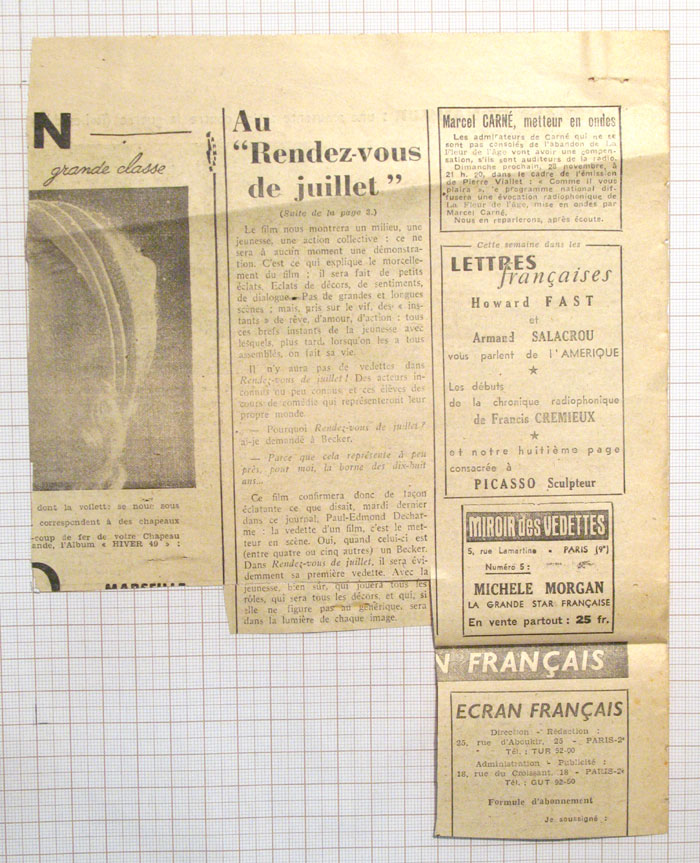 N
grande classe
dont la voilette se noue sous
correspondent à des chapeaux
-coup de fer de votre Chapeau
ande, l'Album « HIVER 49 » :
MARSEILLE
Au
"Rendez-vous
de juillet"
(Suite de la page 2.)
Le film nous montrera un milieu, une
jeunesse, une action collective : ce ne
sera à aucun moment une démonstra-
tion. C'est ce qui explique le morcelle-
ment du film : il sera fait de petits
éclats. Eclats de décors, de sentiments,
de dialogue. Pas de grandes et longues
scènes ; mais, pris sur le vif, des « ins-
tants » de rêve, d'amour, d'action : tous
ces brefs instants de la jeunesse avec
lesquels, plus tard, lorsqu'on les a tous
assemblés, on fait sa vie.
Il n'y aura pas de vedettes dans
Rendez-vous de juillet ! Des acteurs in-
connus ou peu connus et ces élèves des
cours de comédie qui représenteront leur
propre monde.
— Pourquoi Rendez-vous de juillet ?
ai-je demandé à Becker.
— Parce que cela représente à peu
près, pour moi, la borne des dix-huit
ans...
Ce film confirmera donc de façon
éclatante ce que disait, mardi dernier
dans ce journal, Paul-Edmond Dechar-
me : la vedette d'un film, c'est le met-
teur en scène. Oui, quand celui-ci est
(entre quatre ou cinq autres) un Becker.
Dans Rendez-vous de juillet, il sera évi-
demment sa première vedette. Avec la
jeunesse, bien sûr, qui jouera tous les
rôles, qui sera tous les décors, et qui, si
elle ne figure pas au générique, sera
dans la lumière de chaque image.
Marcel CARNÉ, metteur en ondes
Les admirateurs de Carné qui ne se
sont pas consolés de l'abandon de La
Fleur de l'âge vont avoir une compen-
sation, s'ils sont auditeurs de la radio.
Dimanche prochain, 28 novembre, à
21 h. 20, dans le cadre de l'émission
de Pierre Viallet : « Comme il vous
plaira », le programme national dif-
fusera une évocation radiophonique de
La Fleur de l'âge, mise en ondes par
Marcel Carné.
Nous en reparlerons, après écoute.
Cette semaine dans les
LETTRES
françaises
Howard FAST
et
Armand SALACROU
vous parlent de l'AMERIQUE
★
Les débuts
de la chronique radiophonique
de Francis CREMIEUX
★
et notre huitième page
consacrée à
PICASSO Sculpteur
MIROIR des VEDETTES
5, rue Lamartine - PARIS (9e)
Numéro 5 :
MICHELE MORGAN
LA GRANDE STAR FRANÇAISE
En vente partout : 25 fr.
N FRANÇAIS
ECRAN FRANÇAIS
Direction - Rédaction :
25, rue d'Aboukir, 25 - PARIS-2e
Tél. : TUR 52-00
Administration - Publicité :
18, rue du Croissant, 18 - PARIS-2e
Tél. : GUT 92-50
Formule d'abonnement
Je soussigné :